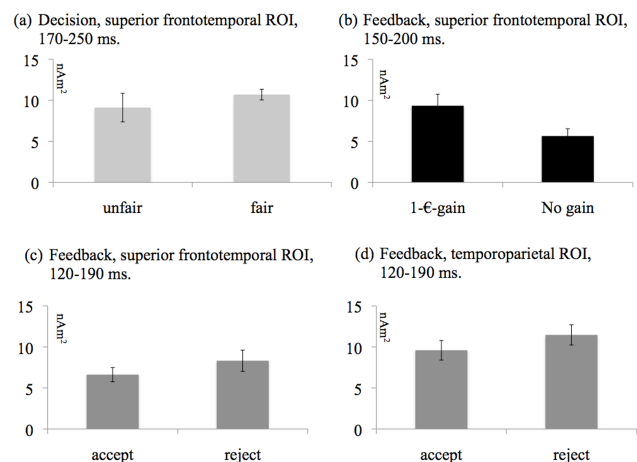 (a) Decision, superior frontotemporal ROI,
170-250 ms.
15
10
5
0
nAm²
unfair
fair
(b) Feedback, superior frontotemporal ROI,
150-200 ms.
15
10
5
0
nAm²
1-€-gain
No gain
(c) Feedback, superior frontotemporal ROI,
120-190 ms.
15
10
5
0
nAm²
accept
reject
(d) Feedback, temporoparietal ROI,
120-190 ms.
15
10
5
0
nAm²
accept
reject